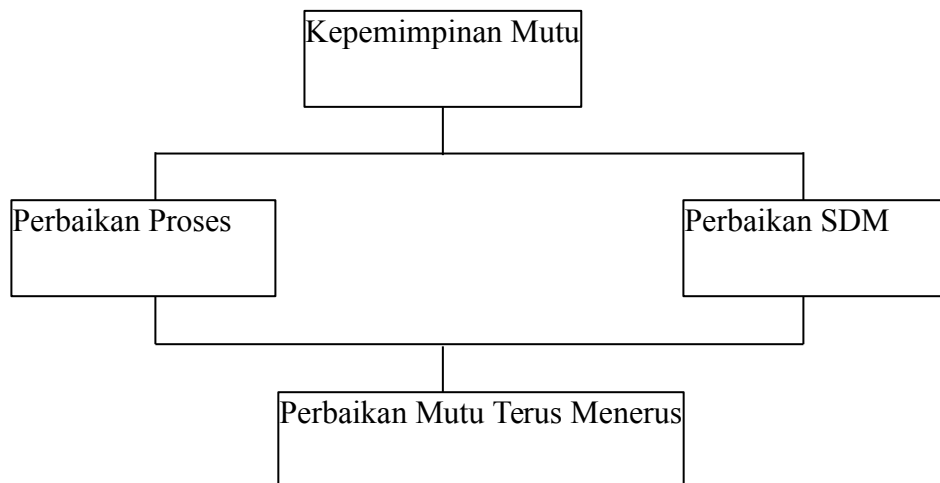 Kepemimpinan Mutu
Perbaikan Proses
Perbaikan SDM
Perbaikan Mutu Terus Menerus